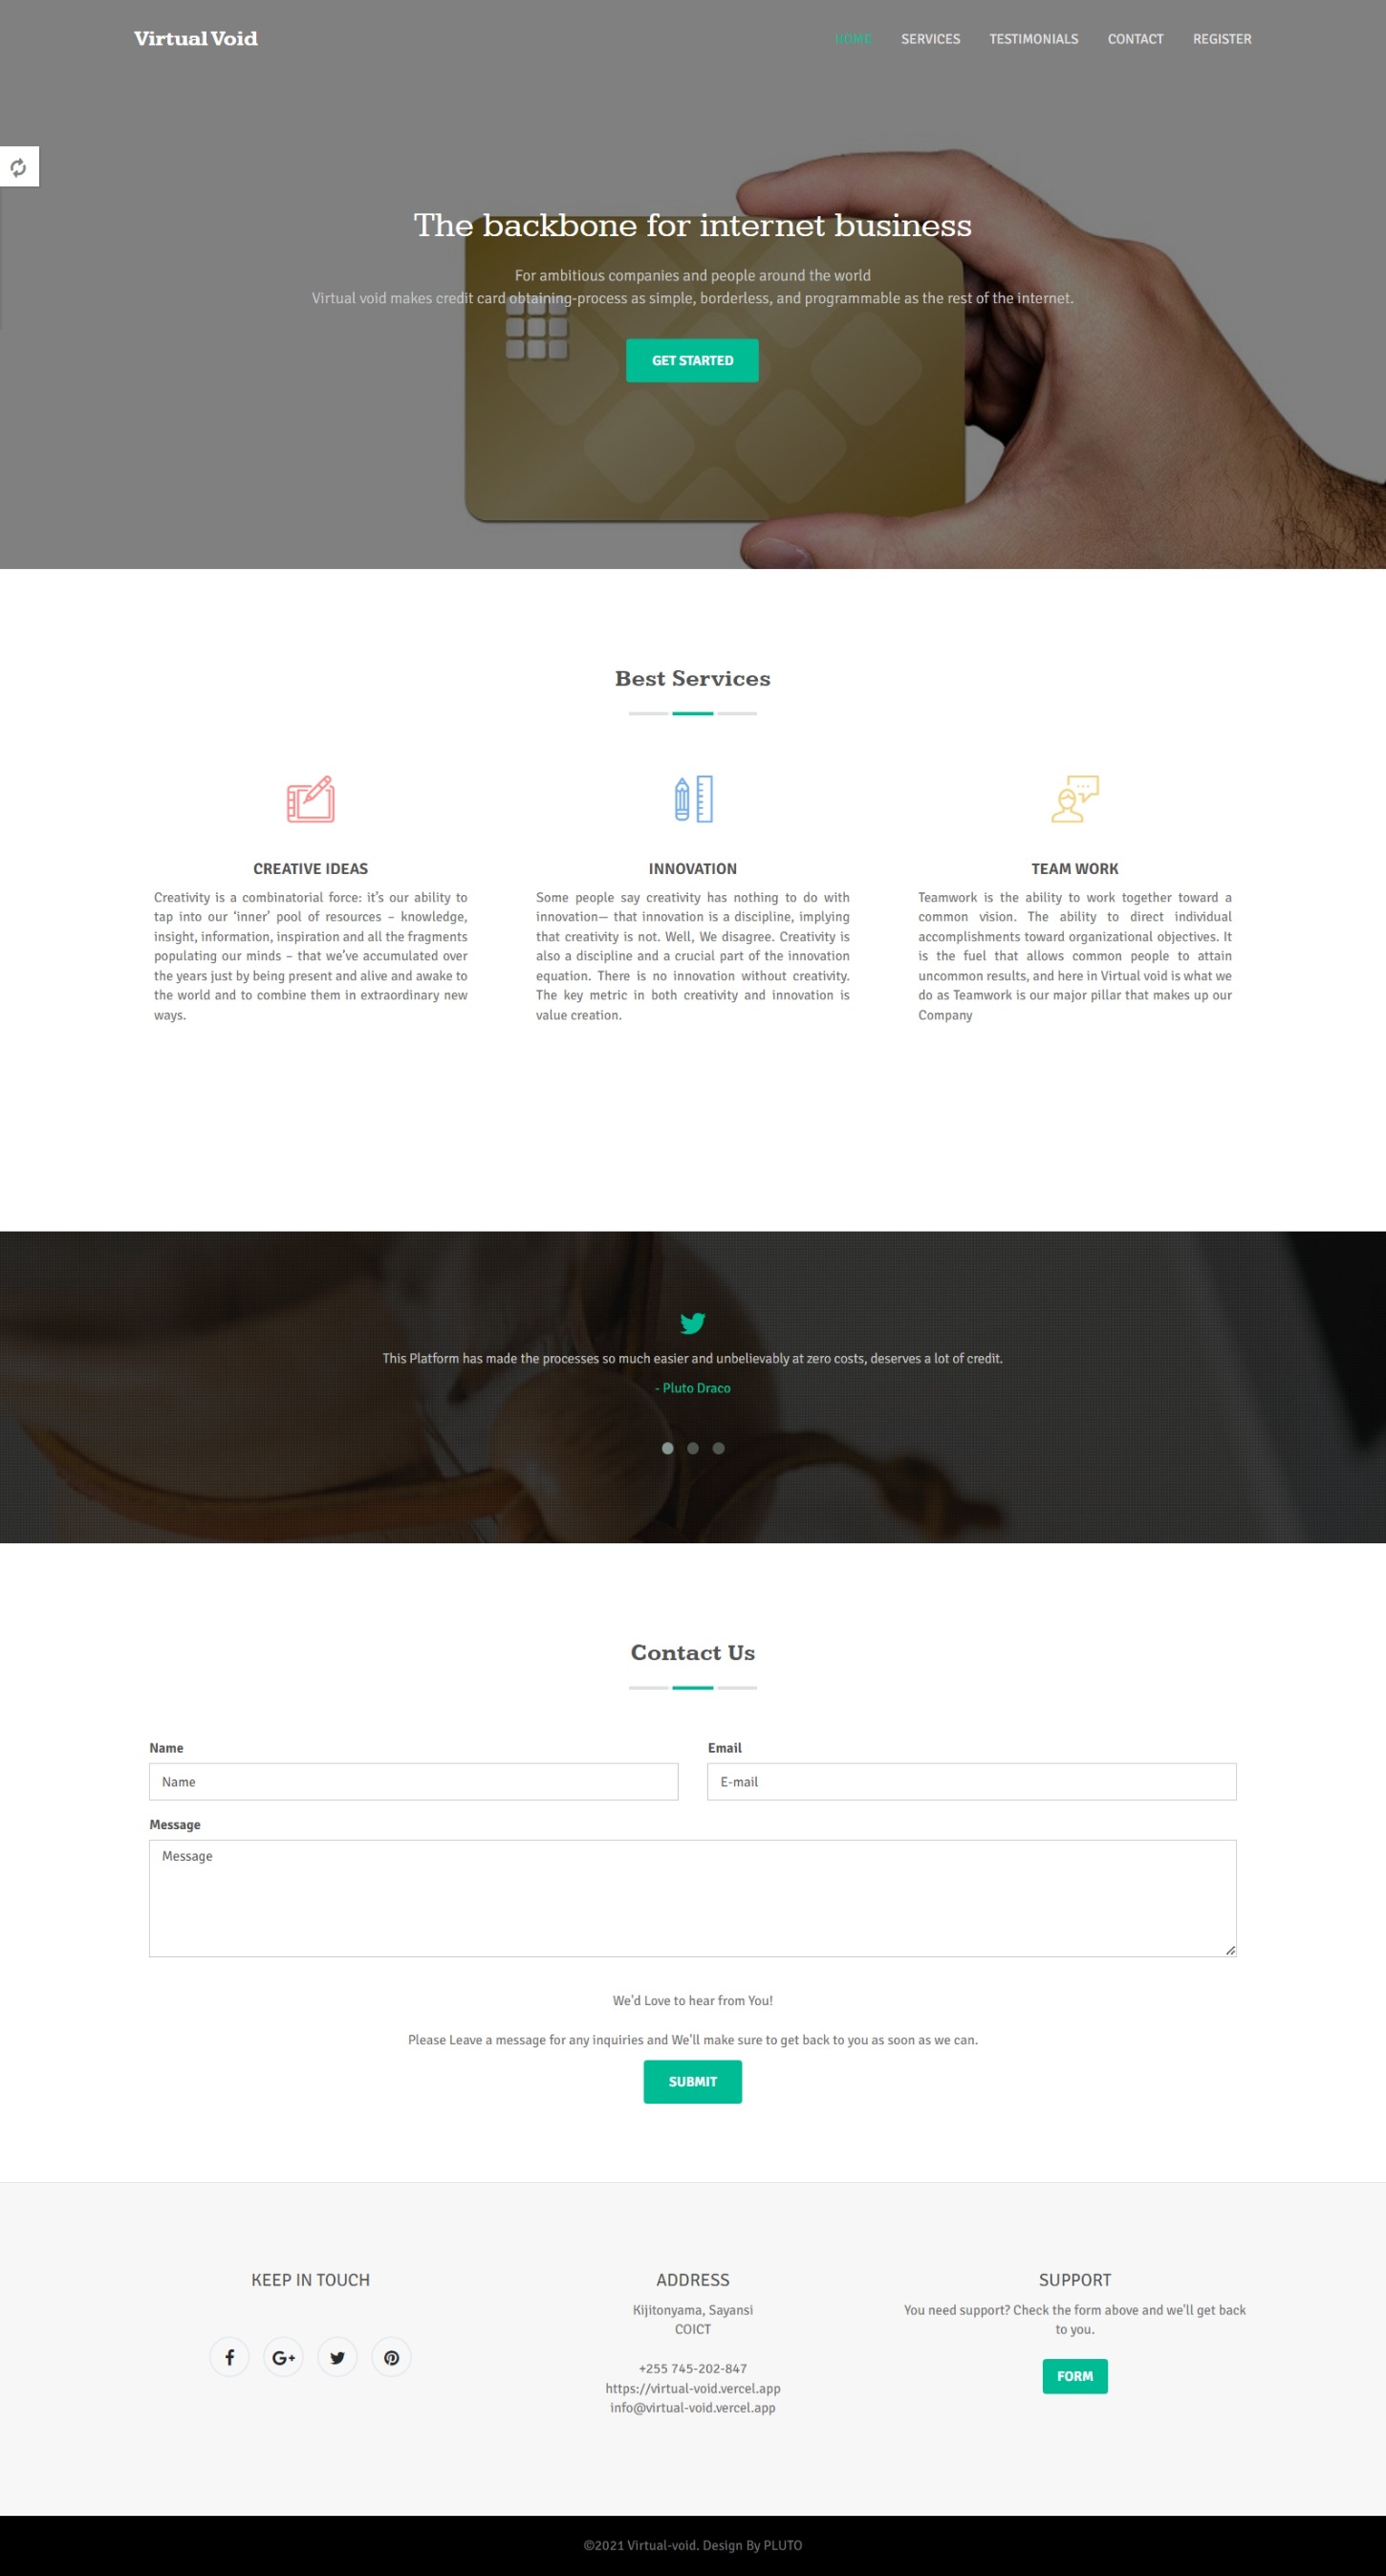 Virtual Void
HOME SERVICES TESTIMONIALS CONTACT REGISTER
The backbone for internet business
For ambitious companies and people around the world
Virtual void makes credit card obtaining-process as simple, borderless, and programmable as the rest of the internet.
GET STARTED
Best Services
CREATIVE IDEAS
Creativity is a combinatorial force: it’s our ability to
tap into our ‘inner’ pool of resources – knowledge,
insight, information, inspiration and all the fragments
populating our minds – that we’ve accumulated over
the years just by being present and alive and awake to
the world and to combine them in extraordinary new
ways.
INNOVATION
Some people say creativity has nothing to do with
innovation— that innovation is a discipline, implying
that creativity is not. Well, We disagree. Creativity is
also a discipline and a crucial part of the innovation
equation. There is no innovation without creativity.
The key metric in both creativity and innovation is
value creation.
TEAM WORK
Teamwork is the ability to work together toward a
common vision. The ability to direct individual
accomplishments toward organizational objectives. It
is the fuel that allows common people to attain
uncommon results, and here in Virtual void is what we
do as Teamwork is our major pillar that makes up our
Company
This Platform has made the processes so much easier and unbelievably at zero costs, deserves a lot of credit.
- Pluto Draco
Contact Us
Name
Name
Email
E-mail
Message
Message
We'd Love to hear from You!
Please Leave a message for any inquiries and We'll make sure to get back to you as soon as we can.
SUBMIT
KEEP IN TOUCH
ADDRESS
Kijitonyama, Sayansi
COICT
+255 745-202-847
https://virtual-void.vercel.app
info@virtual-void.vercel.app
SUPPORT
You need support? Check the form above and we'll get back
to you.
FORM
©2021 Virtual-void. Design By PLUTO